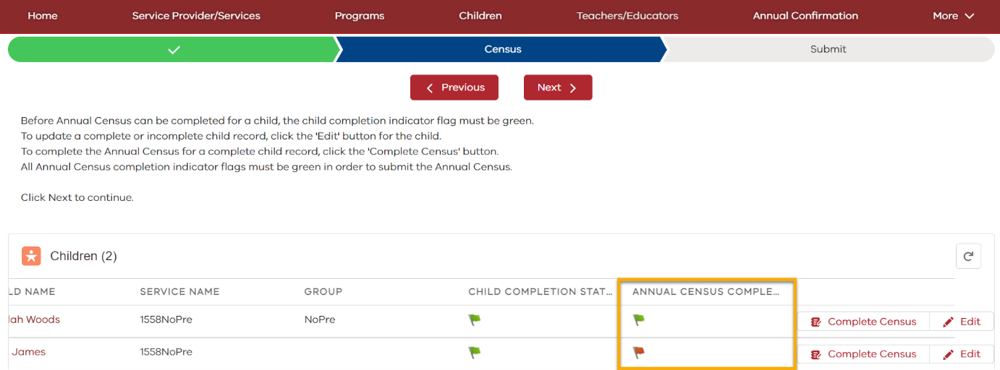 Home Service Provider/Services Programs Children Teachers/Educators Annual Confirmation More
Census Submit
Previous Next
Before Annual Census can be completed for a child, the child completion indicator flag must be green.
To update a complete or incomplete child record, click the 'Edit' button for the child.
To complete the Annual Census for a complete child record, click the 'Complete Census' button.
All Annual Census completion indicator flags must be green in order to submit the Annual Census.
Click Next to continue.
Children (2)
LD NAME SERVICE NAME GROUP CHILD COMPLETION STAT... ANNUAL CENSUS COMPLE...
lah Woods 1558NoPre NoPre Complete Census Edit
James 1558NoPre Complete Census Edit